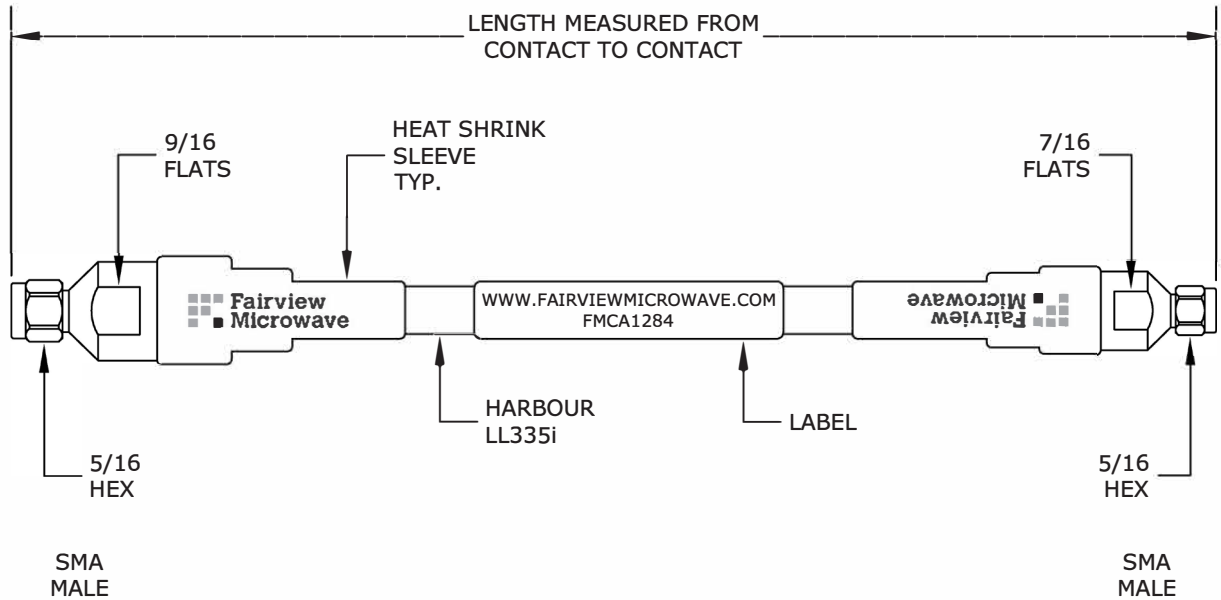 LENGTH MEASURED FROM
CONTACT TO CONTACT
9/16
FLATS
HEAT SHRINK
SLEEVE
TYP.
7/16
FLATS
Fairview
Microwave
WWW.FAIRVIEWMICROWAVE.COM
FMCA1284
Fairview
Microwave
HARBOUR
LL335i
LABEL
5/16
HEX
5/16
HEX
SMA
MALE
SMA
MALE